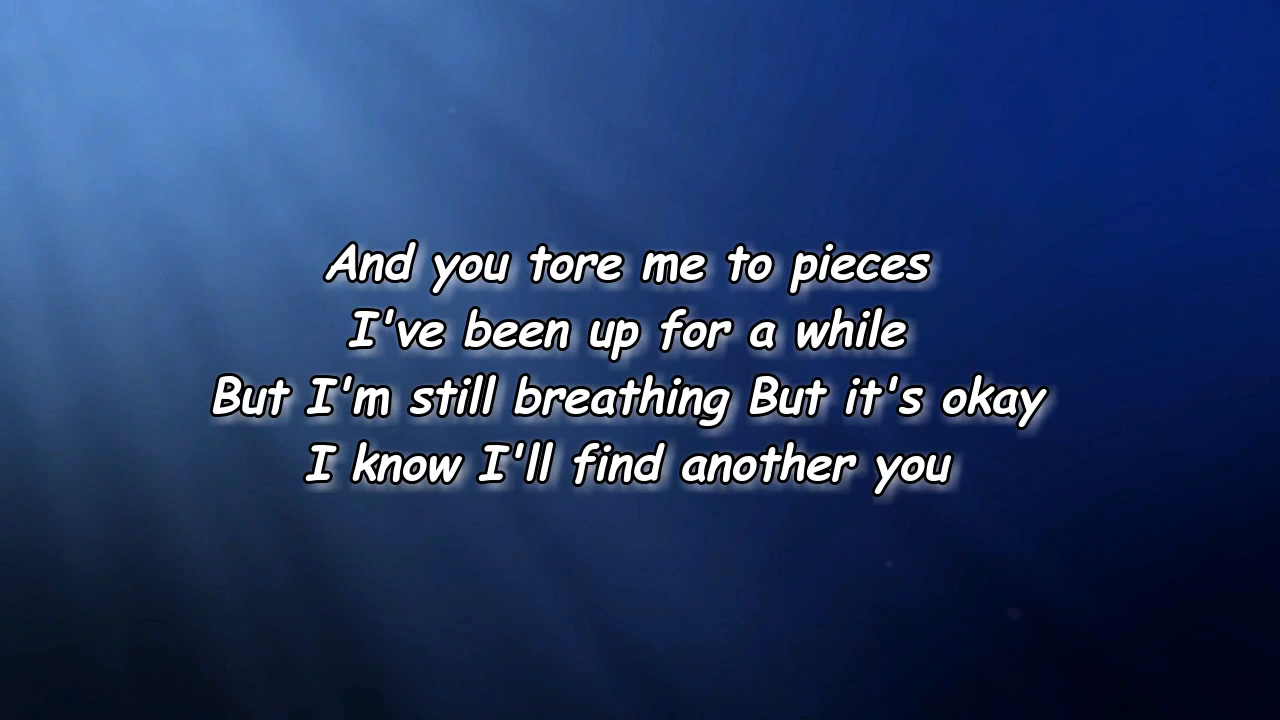 And you tore me to pieces
I've been up for a while
But I'm still breathing But it's okay
I know I'll find another you